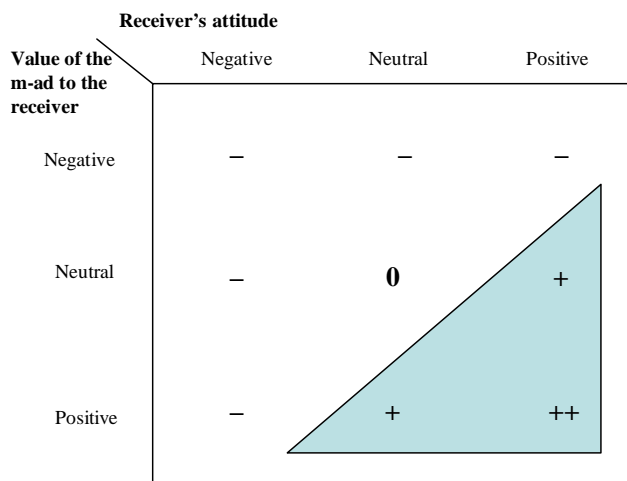 Receiver's attitude
Value of the
m-ad to the
receiver
Negative Neutral Positive
Negative – – –
Neutral – 0 +
Positive – + ++